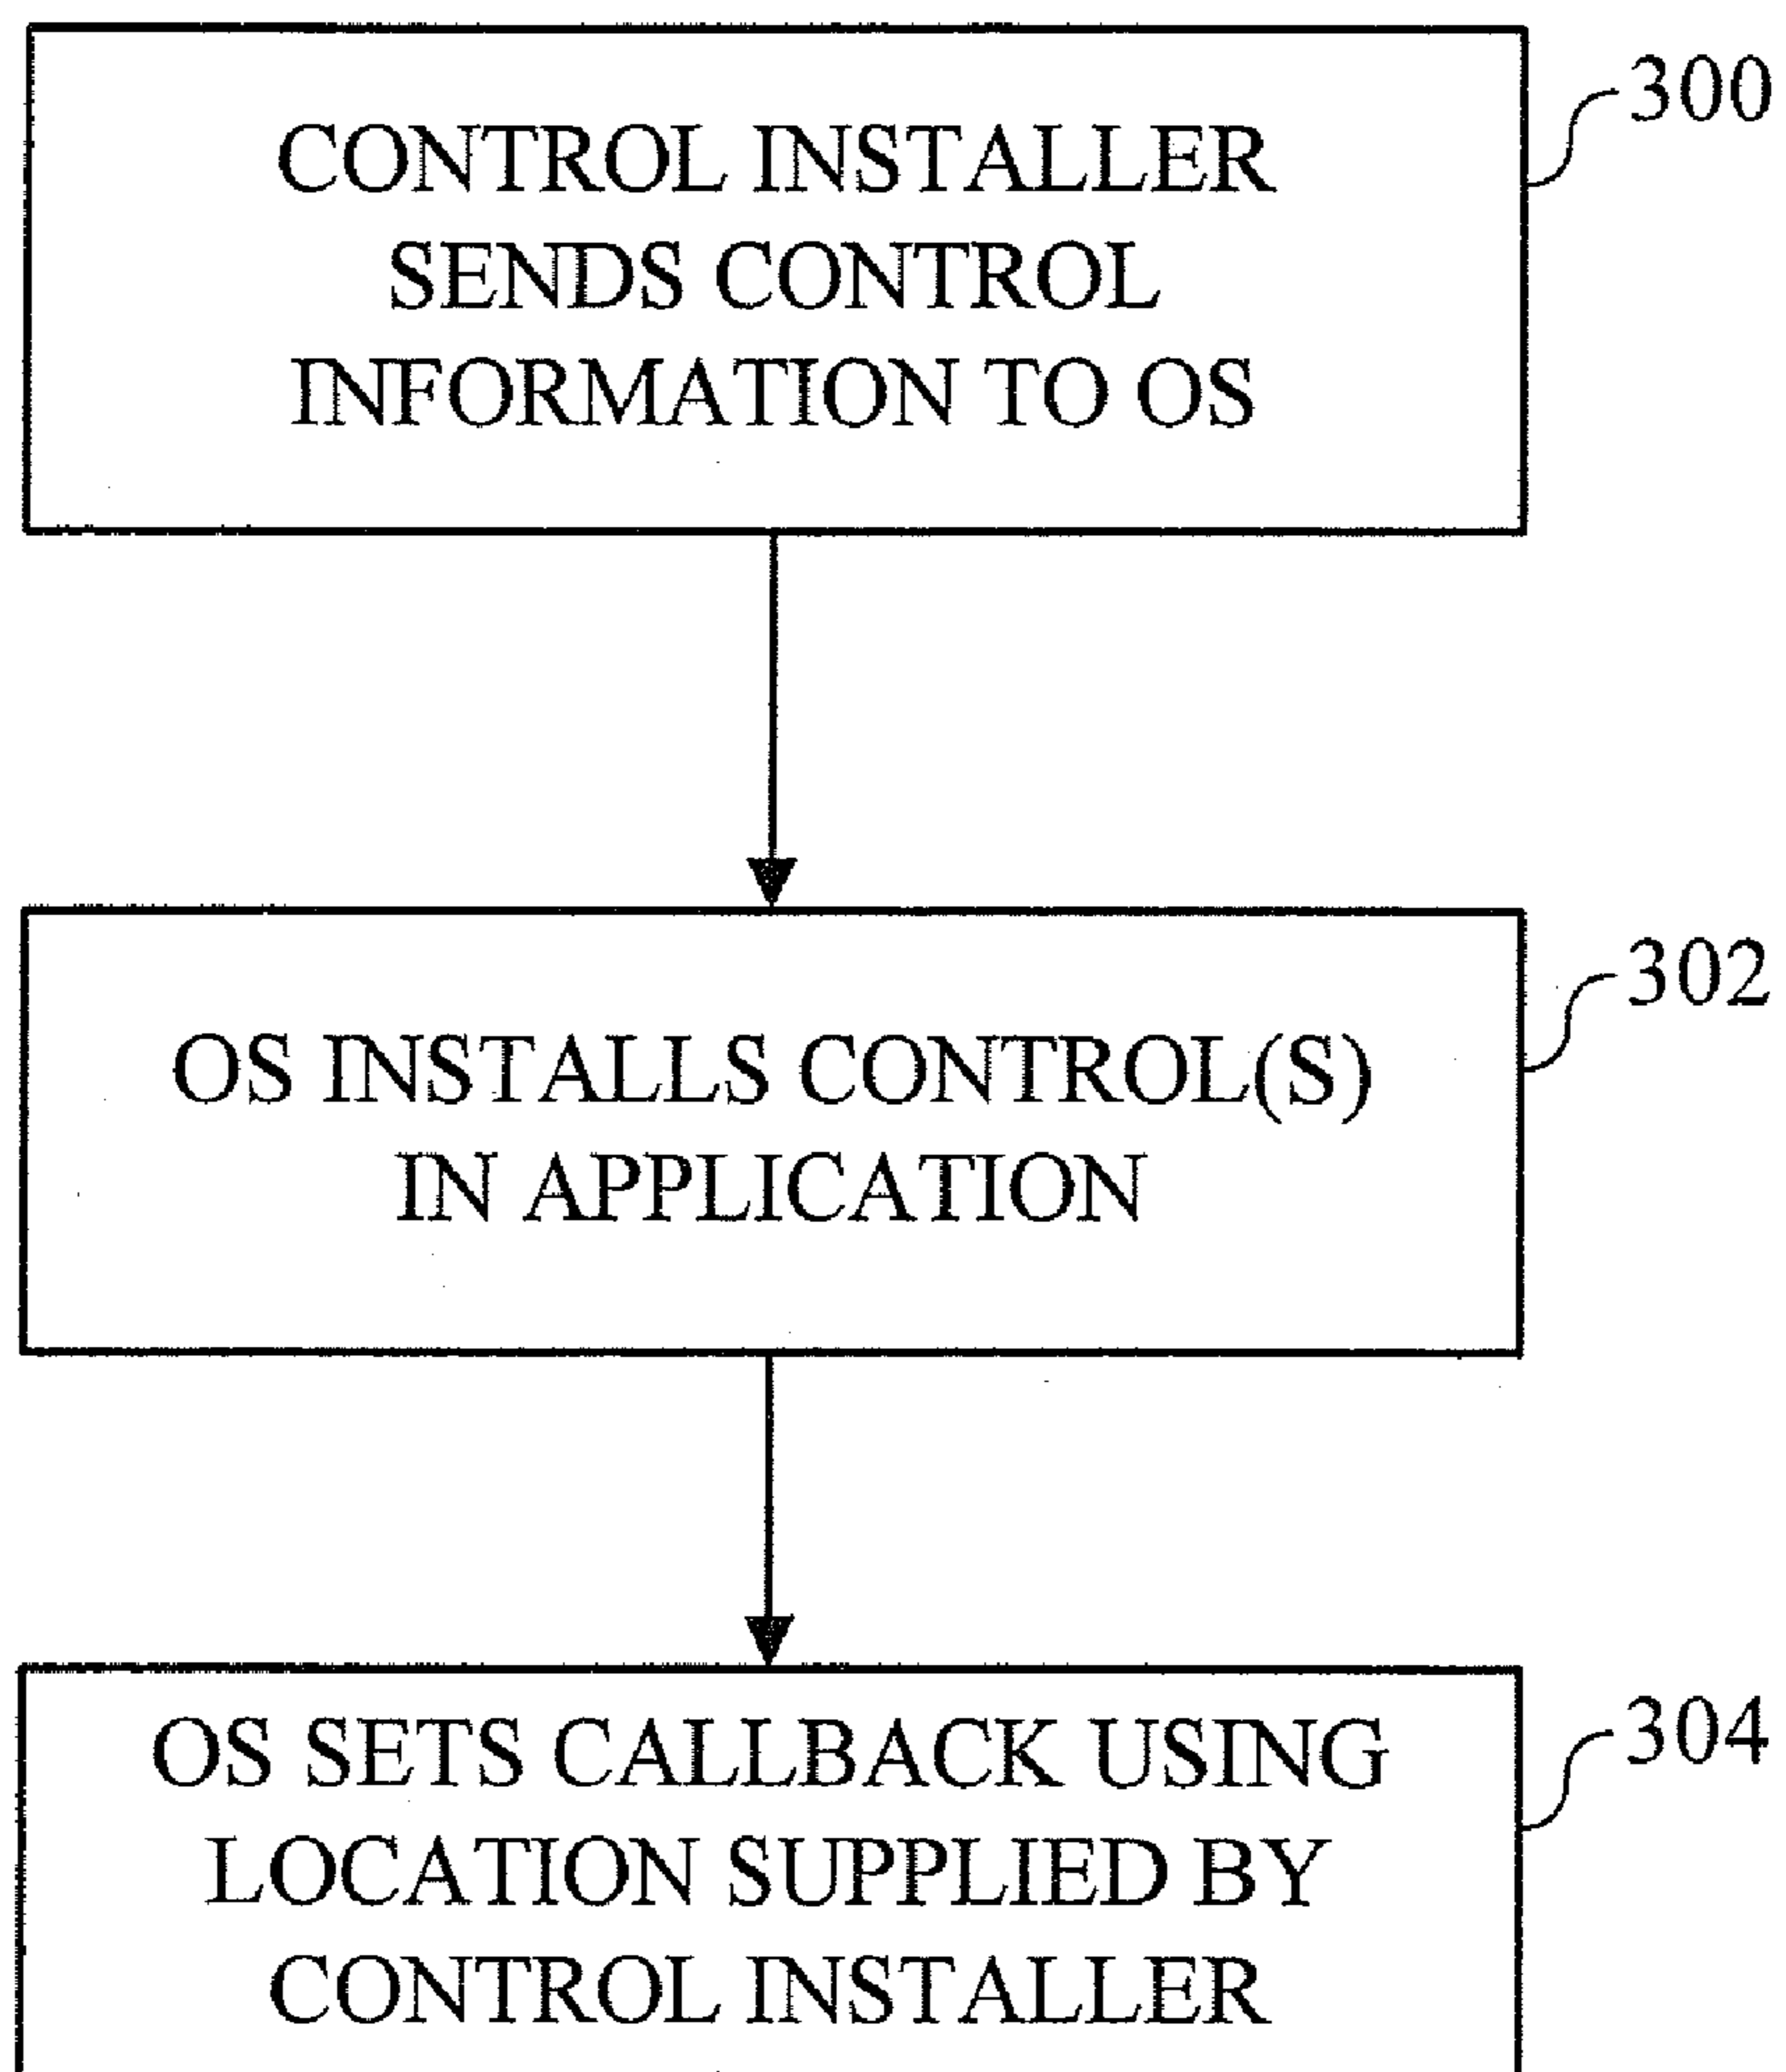 300
CONTROL INSTALLER
SENDS CONTROL
INFORMATION TO OS
302
OS INSTALLS CONTROL(S)
IN APPLICATION
304
OS SETS CALLBACK USING
LOCATION SUPPLIED BY
CONTROL INSTALLER